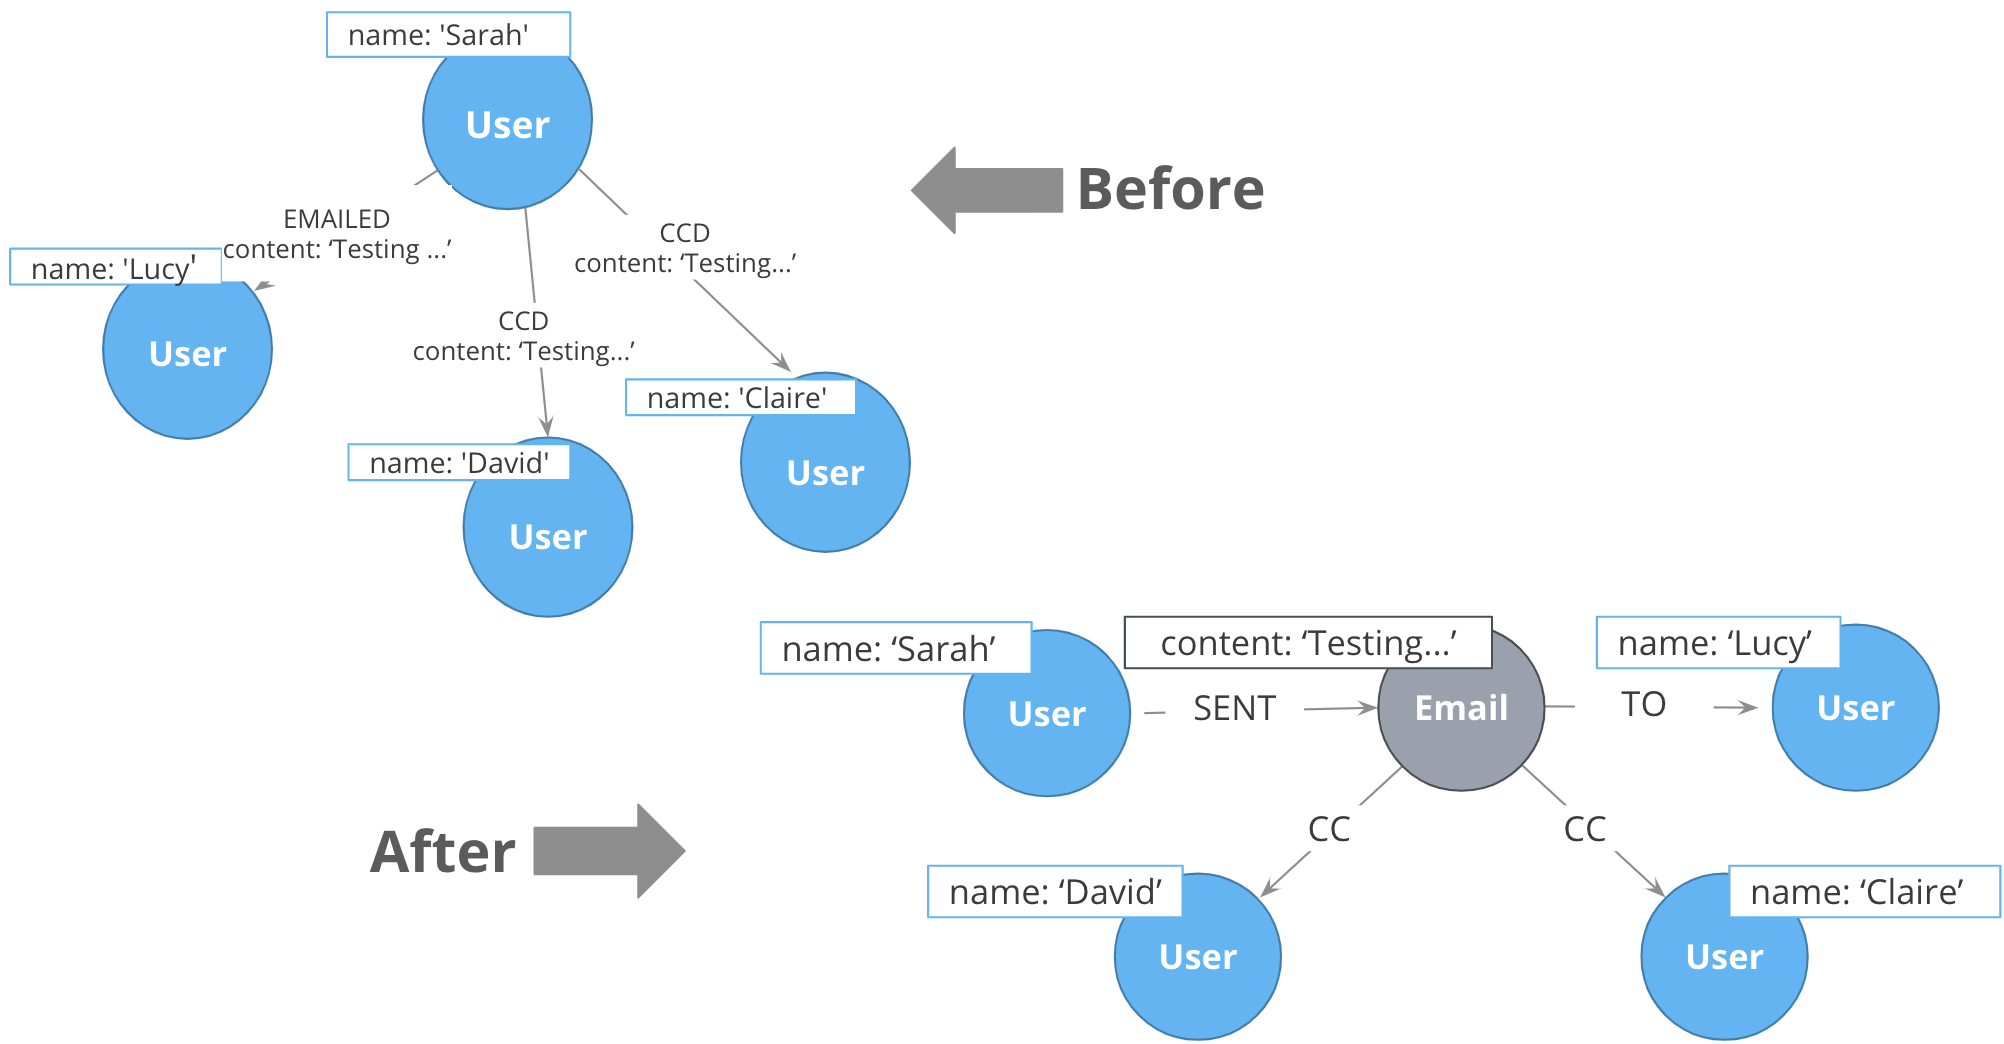 name: 'Sarah'
User
Before
EMAILED
content: ‘Testing ...’
CCD
content: ‘Testing...’
name: 'Lucy'
User
CCD
content: ‘Testing...’
name: 'Claire'
User
name: 'David'
User
name: ‘Sarah’
content: ‘Testing...’
name: ‘Lucy’
User
SENT
Email
TO
User
After
CC
CC
name: ‘David’
name: ‘Claire’
User
User